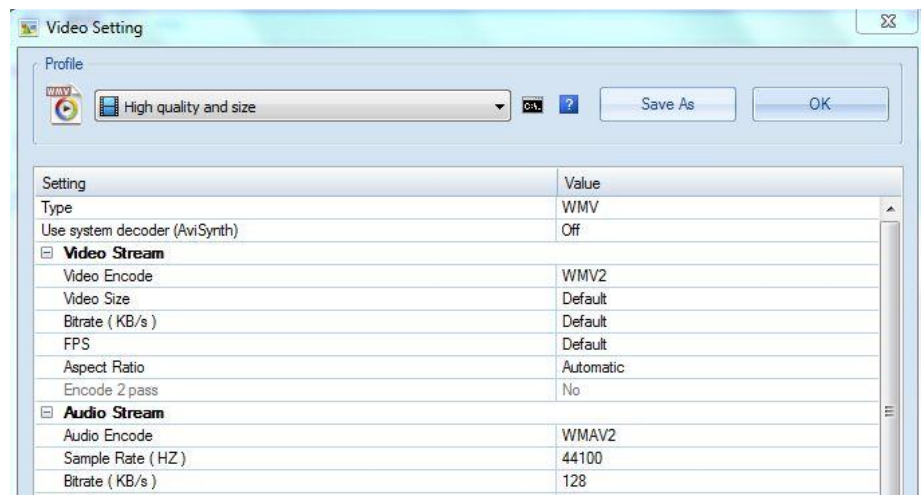 Video Setting
Profile
WMV
High quality and size
C:\.
?
Save As
OK
Setting Value
Type WMV
Use system decoder (AviSynth) Off
Video Stream
Video Encode WMV2
Video Size Default
Bitrate ( KB/s ) Default
FPS Default
Aspect Ratio Automatic
Encode 2 pass No
Audio Stream
Audio Encode WMAV2
Sample Rate ( HZ ) 44100
Bitrate ( KB/s ) 128